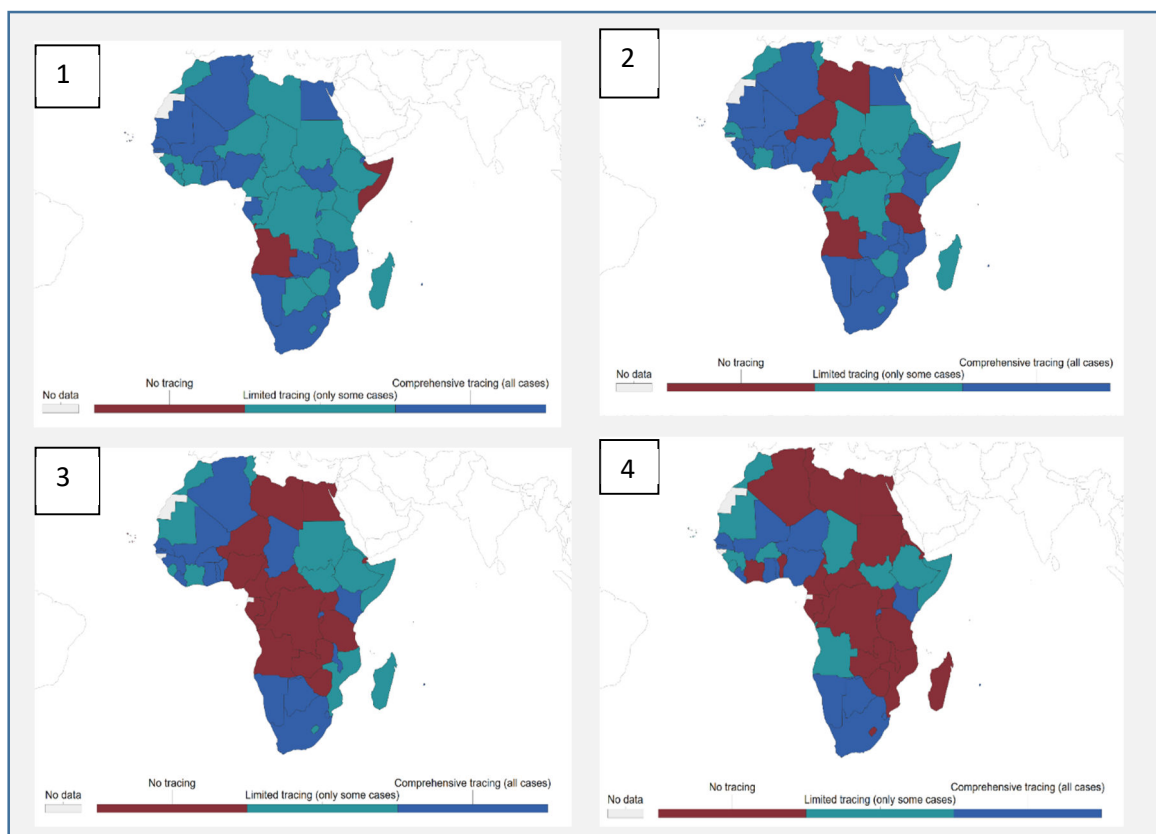 1
2
No tracing
Comprehensive tracing (all cases)
No data
Limited tracing (only some cases)
No tracing
Comprehensive tracing (all cases)
No data
Limited tracing (only some cases)
3
4
No tracing
Comprehensive tracing (all cases)
No data
Limited tracing (only some cases)
No tracing
Comprehensive tracing (all cases)
No data
Limited tracing (only some cases)